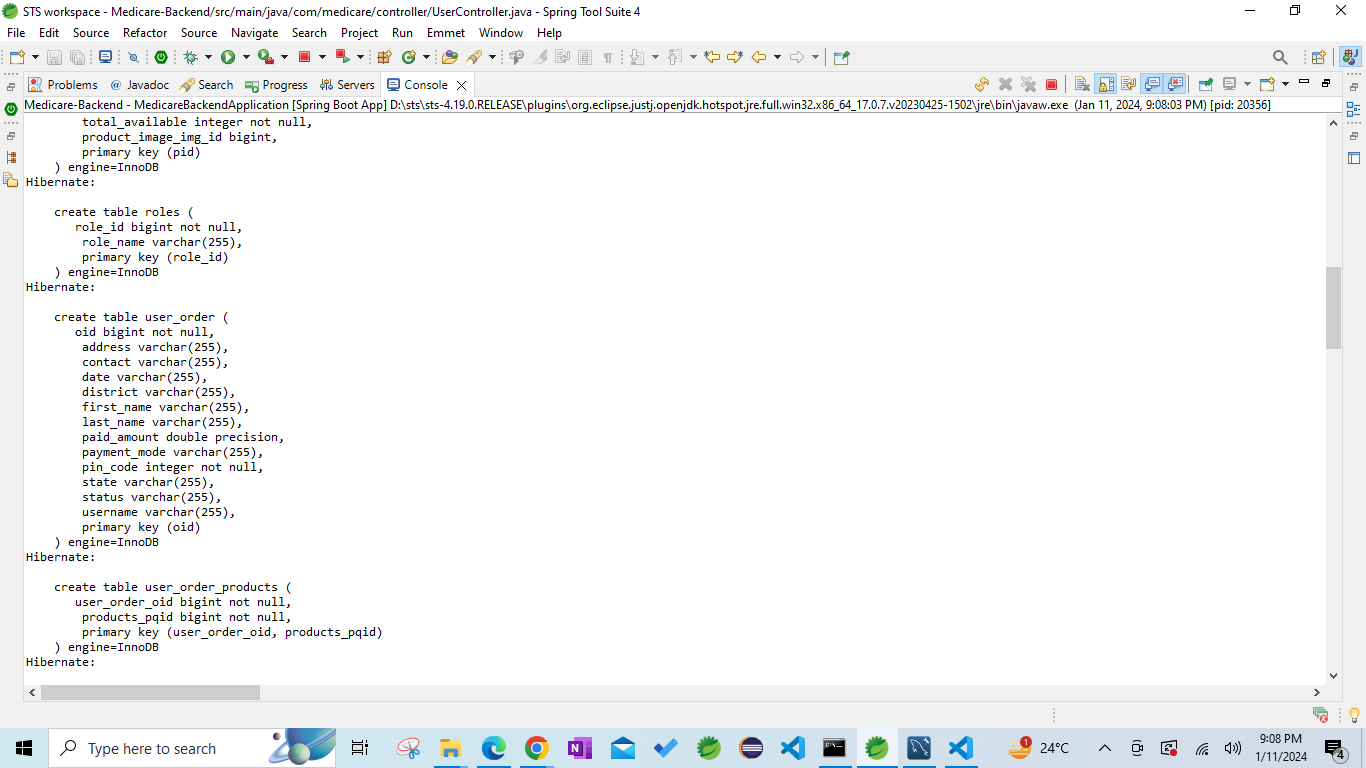 STS workspace - Medicare-Backend/src/main/java/com/medicare/controller/UserController.java - Spring Tool Suite 4
File Edit Source Refactor Source Navigate Search Project Run Emmet Window Help
Problems @ Javadoc Search Progress Servers Console
Medicare-Backend - MedicareBackendApplication [Spring Boot App] D:\sts\sts-4.19.0.RELEASE\plugins\org.eclipse.justj.openjdk.hotspot.jre.full.win32.x86_64_17.0.7.v20230425-1502\jre\bin\javaw.exe (Jan 11, 2024, 9:08:03 PM) [pid: 20356]
total_available integer not null,
product_image_img_id bigint,
primary key (pid)
) engine=InnoDB
Hibernate:
create table roles (
role_id bigint not null,
role_name varchar(255),
primary key (role_id)
) engine=InnoDB
Hibernate:
create table user_order (
oid bigint not null,
address varchar(255),
contact varchar(255),
date varchar(255),
district varchar(255),
first_name varchar(255),
last_name varchar(255),
paid_amount double precision,
payment_mode varchar(255),
pin_code integer not null,
state varchar(255),
status varchar(255),
username varchar(255),
primary key (oid)
) engine=InnoDB
Hibernate:
create table user_order_products (
user_order_oid bigint not null,
products_pqid bigint not null,
primary key (user_order_oid, products_pqid)
) engine=InnoDB
Hibernate:
Type here to search
1
24°C
9:08 PM
1/11/2024
4